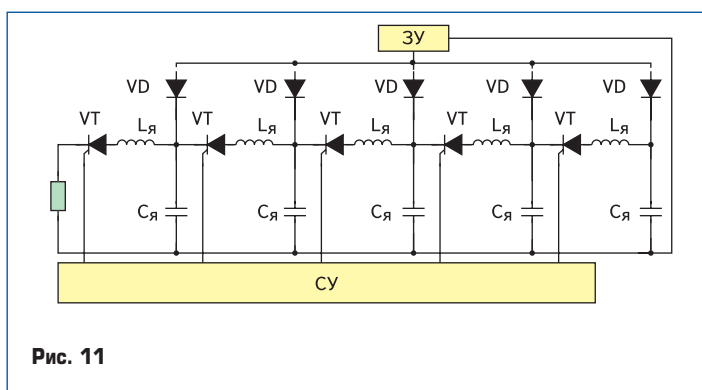 ЗУ
VD VD VD VD VD
VT Lя VT Lя VT Lя VT Lя VT Lя
Cя Cя Cя Cя Cя
СУ
Рис. 11